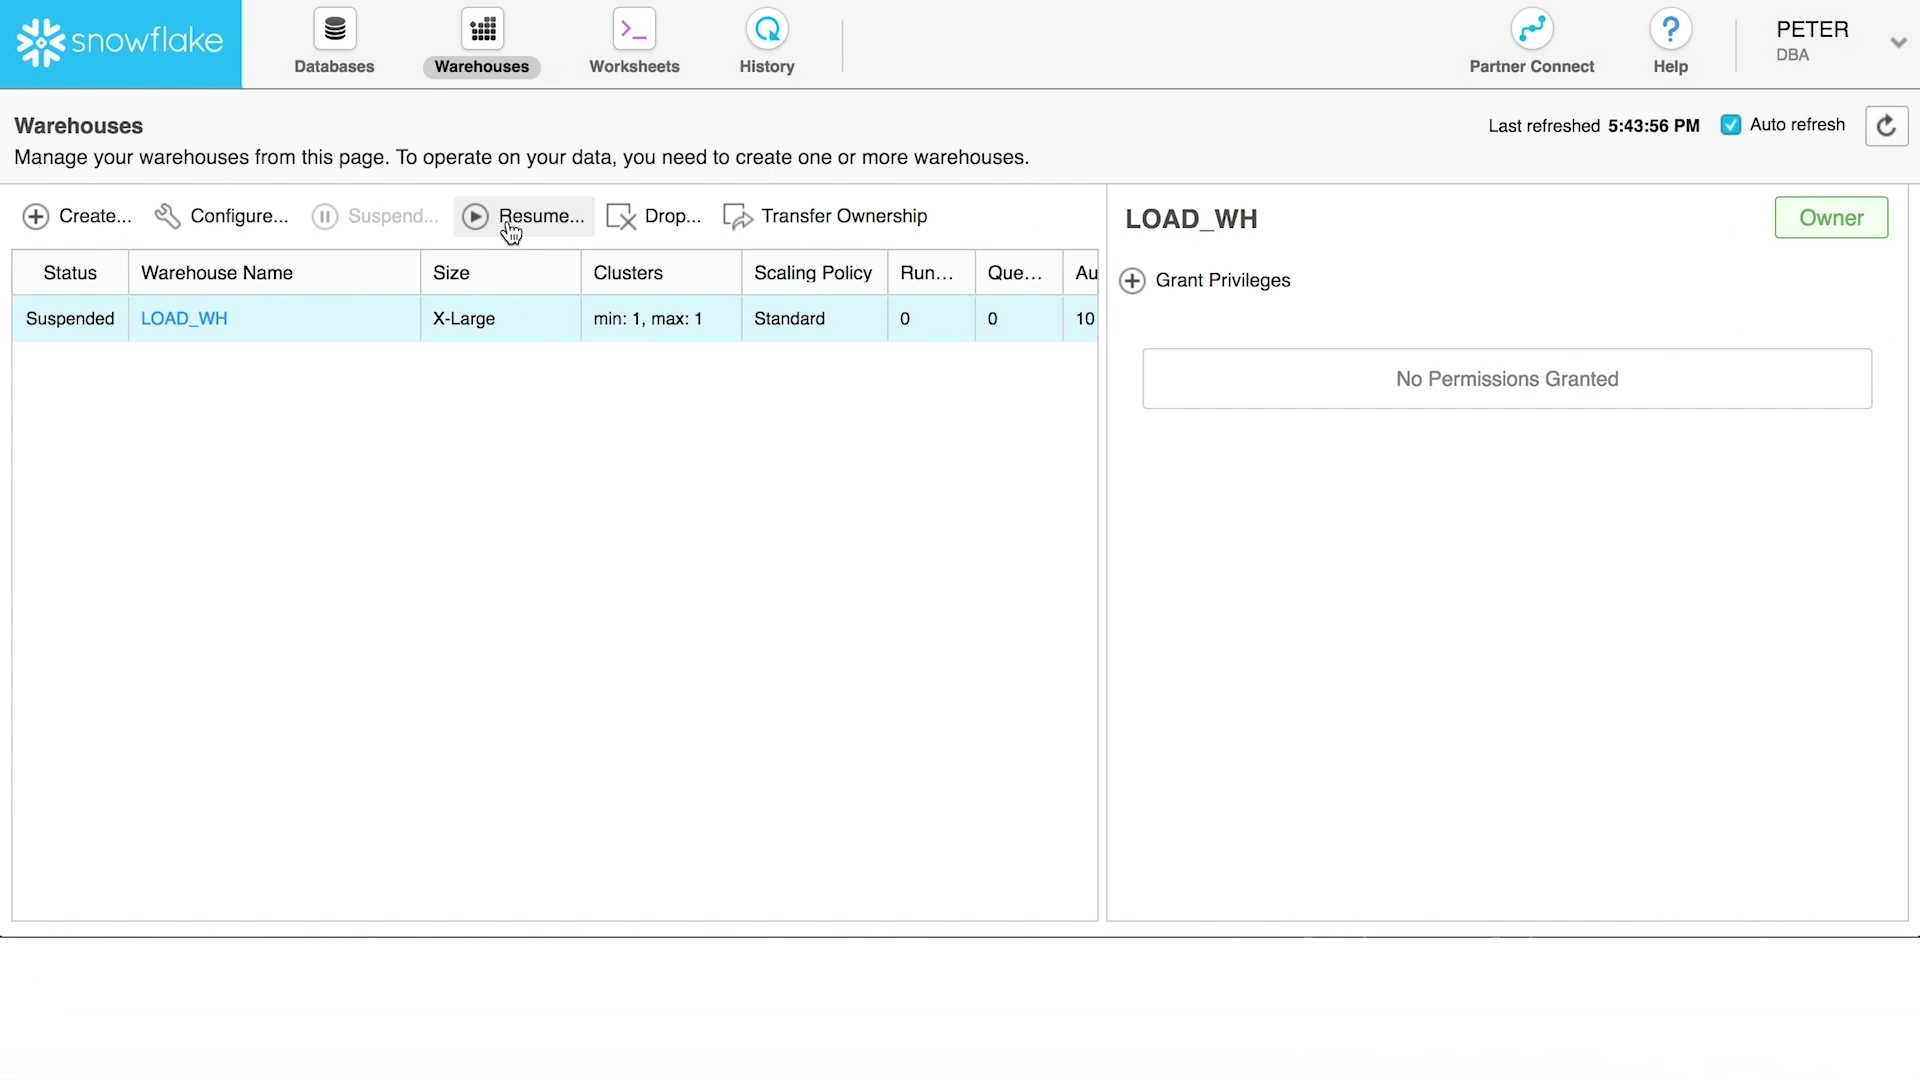 snowflake
Databases
Warehouses
Worksheets
History
Partner Connect
Help
PETER
DBA
Warehouses
Manage your warehouses from this page. To operate on your data, you need to create one or more warehouses.
Last refreshed 5:43:56 PM
Auto refresh
Create...
Configure...
Suspend...
Resume...
Drop...
Transfer Ownership
Status Warehouse Name Size Clusters Scaling Policy Run... Que... Au
Suspended LOAD_WH X-Large min: 1, max: 1 Standard 0 0 10
LOAD_WH
Owner
Grant Privileges
No Permissions Granted